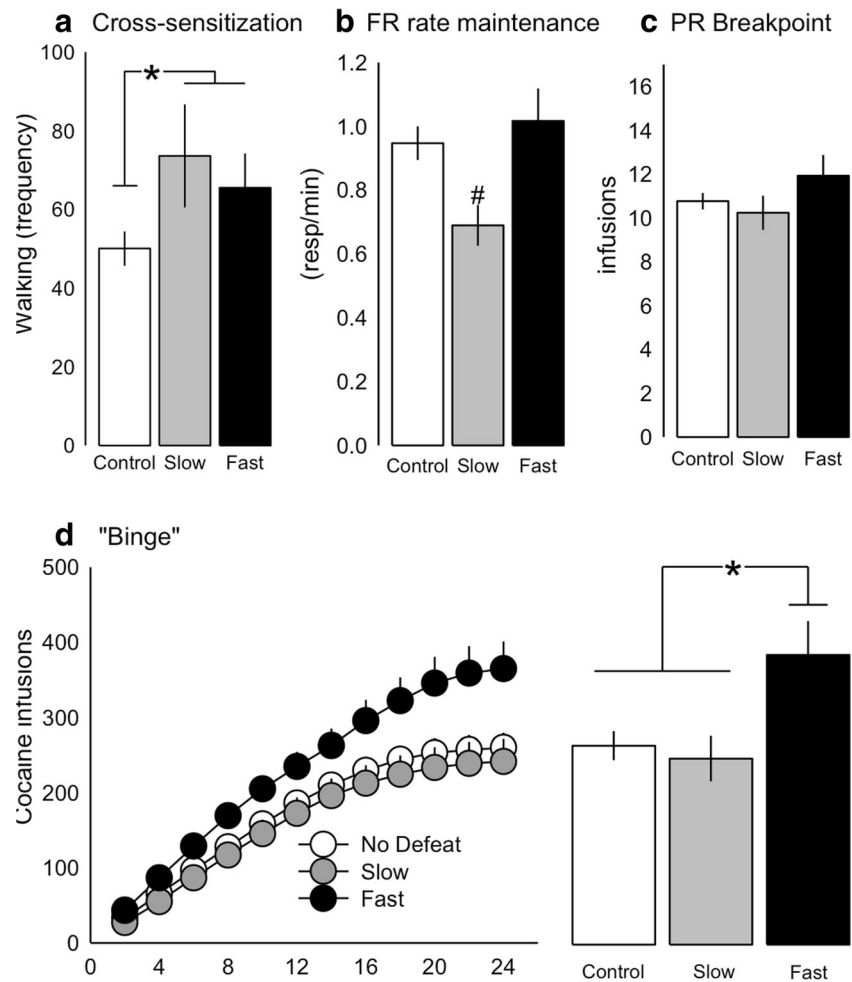 a Cross-sensitization
b FR rate maintenance
c PR Breakpoint
100
80
60
40
20
0
Walking (frequency)
*
Control Slow Fast
1.2
1.0
0.8
0.6
0.4
0.2
0.0
(resp/min)
#
Control Slow Fast
16
14
12
10
8
6
4
2
0
infusions
Control Slow Fast
d "Binge"
500
400
300
200
100
0
Cocaine infusions
0 4 8 12 16 20 24
No Defeat
Slow
Fast
*
Control Slow Fast